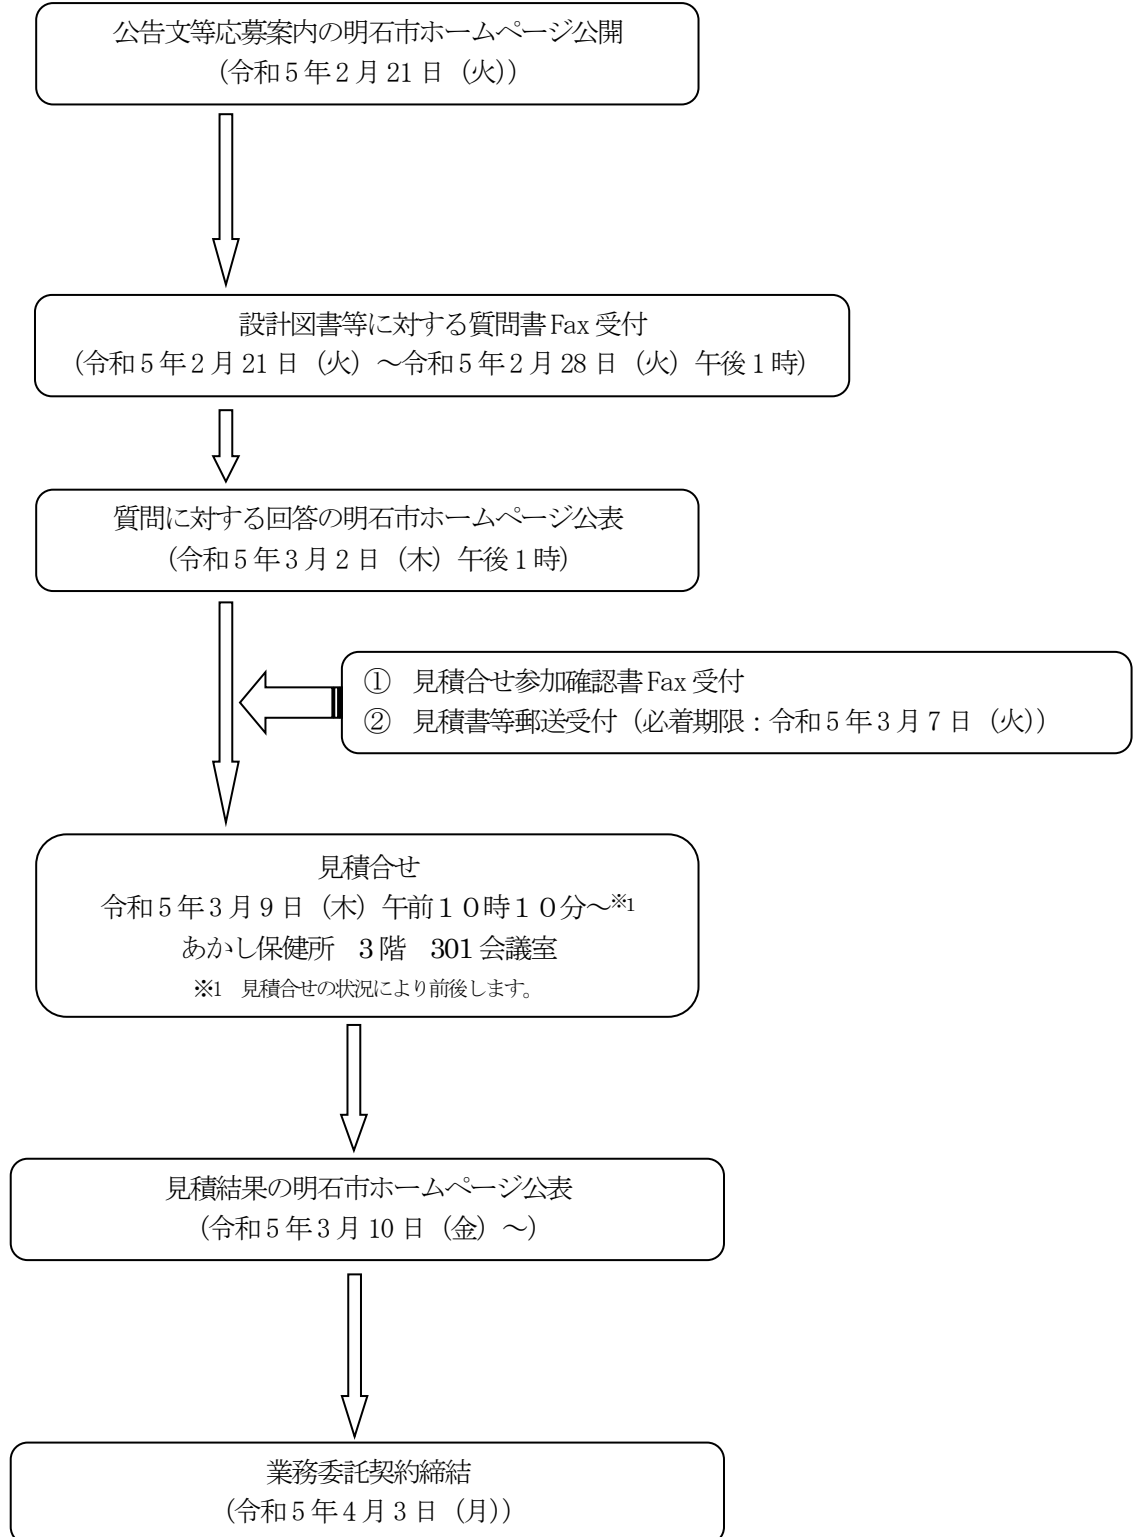 公告文等応募案内の明石市ホームページ公開
(令和5年2月21日（火）)
設計図書等に対する質問書Fax受付
(令和5年2月21日（火）～令和5年2月28日（火）午後1時)
質問に対する回答の明石市ホームページ公表
(令和5年3月2日（木）午後1時)
①　見積合せ参加確認書Fax受付
②　見積書等郵送受付（必着期限：令和5年3月7日（火））
見積合せ
令和5年3月9日（木）午前１０時１０分～※1
あかし保健所　3階　301会議室
※1　見積合せの状況により前後します。
見積結果の明石市ホームページ公表
(令和5年3月10日（金）～)
業務委託契約締結
（令和5年4月3日（月））